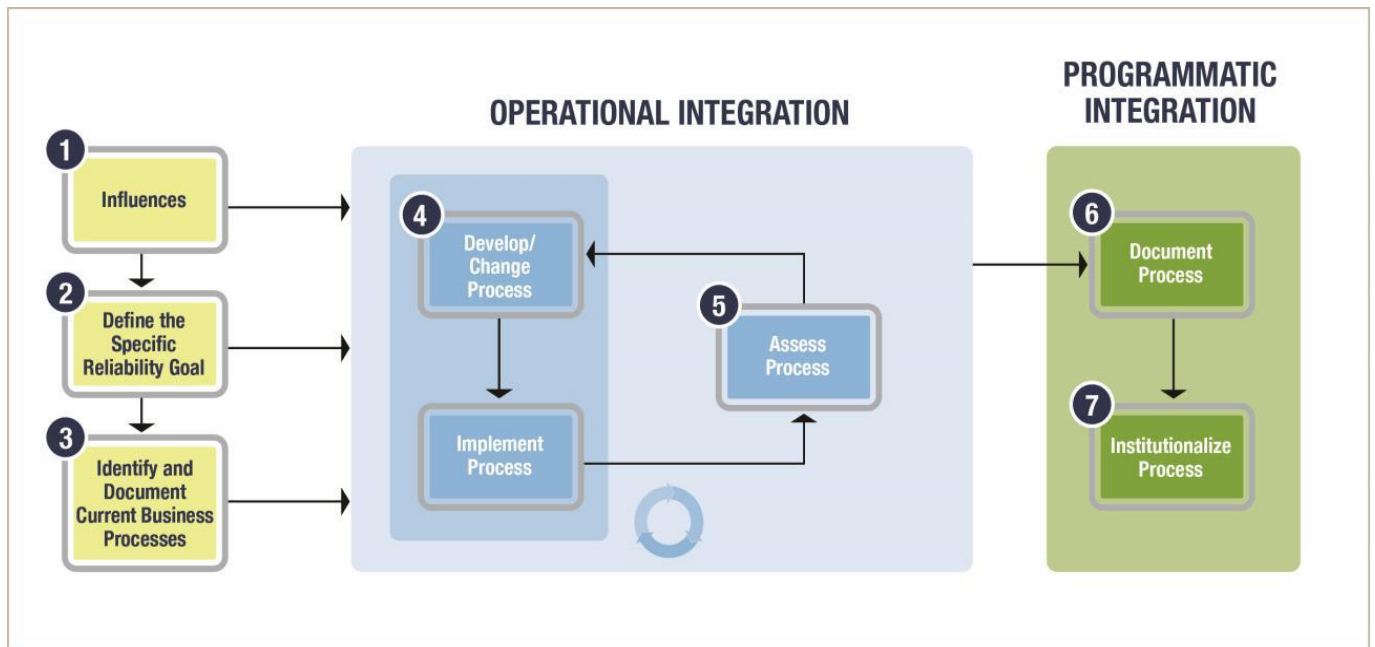 OPERATIONAL INTEGRATION
PROGRAMMATIC
INTEGRATION
1
Influences
2
Define the
Specific
Reliability Goal
3
Identify and
Document
Current Business
Processes
4
Develop/
Change
Process
Implement
Process
5
Assess
Process
6
Document
Process
7
Institutionalize
Process